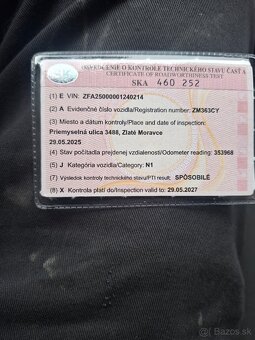 OSVEDČENIE O KONTROLE TECHNICKÉHO STAVU ČASŤ A
CERTIFICATE OF ROADWORTHINESS TEST
SKA 460 252
(1) E VIN: ZFA25000001240214
(2) A Evidenčné číslo vozidla/Registration number: ZM363CY
(3) Miesto a dátum kontroly/Place and date of inspection:
Priemyselná ulica 3488, Zlaté Moravce
29.05.2025
(4) Stav počítadla prejdenej vzdialenosti/Odometer reading: 353968
(5) J Kategória vozidla/Category: N1
(7) Výsledok kontroly technického stavu/PTI result: SPÔSOBILÉ
(8) X Kontrola platí do/Inspection valid to: 29.05.2027
bazos.sk